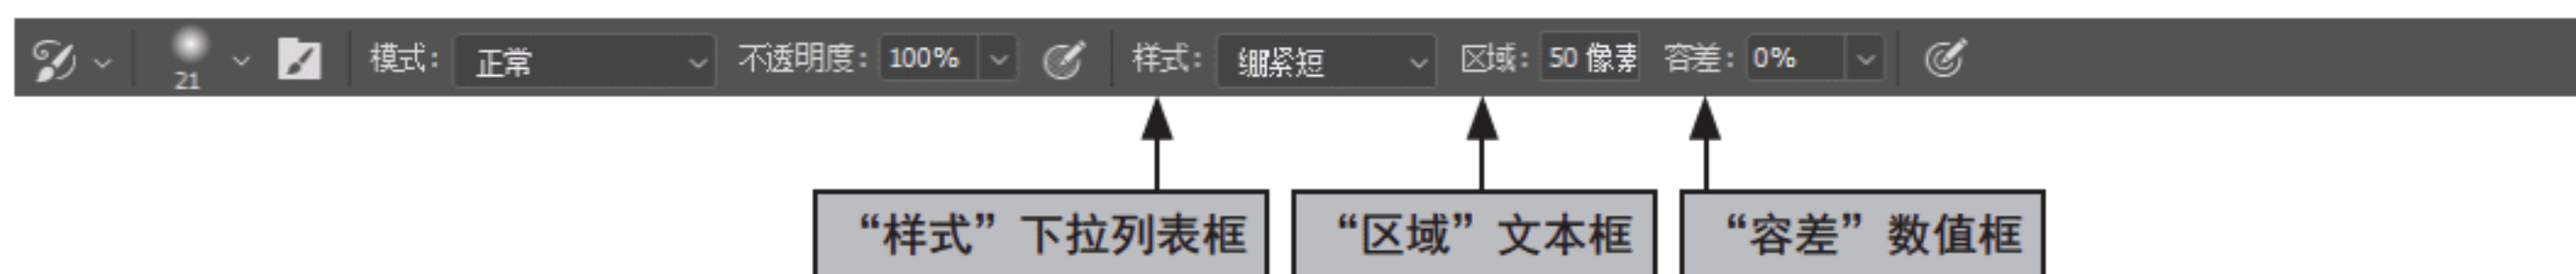 模式： 正常 不透明度： 100% 样式： 绷紧短 区域： 50 像素 容差： 0%
21
“样式”下拉列表框 “区域”文本框 “容差”数值框